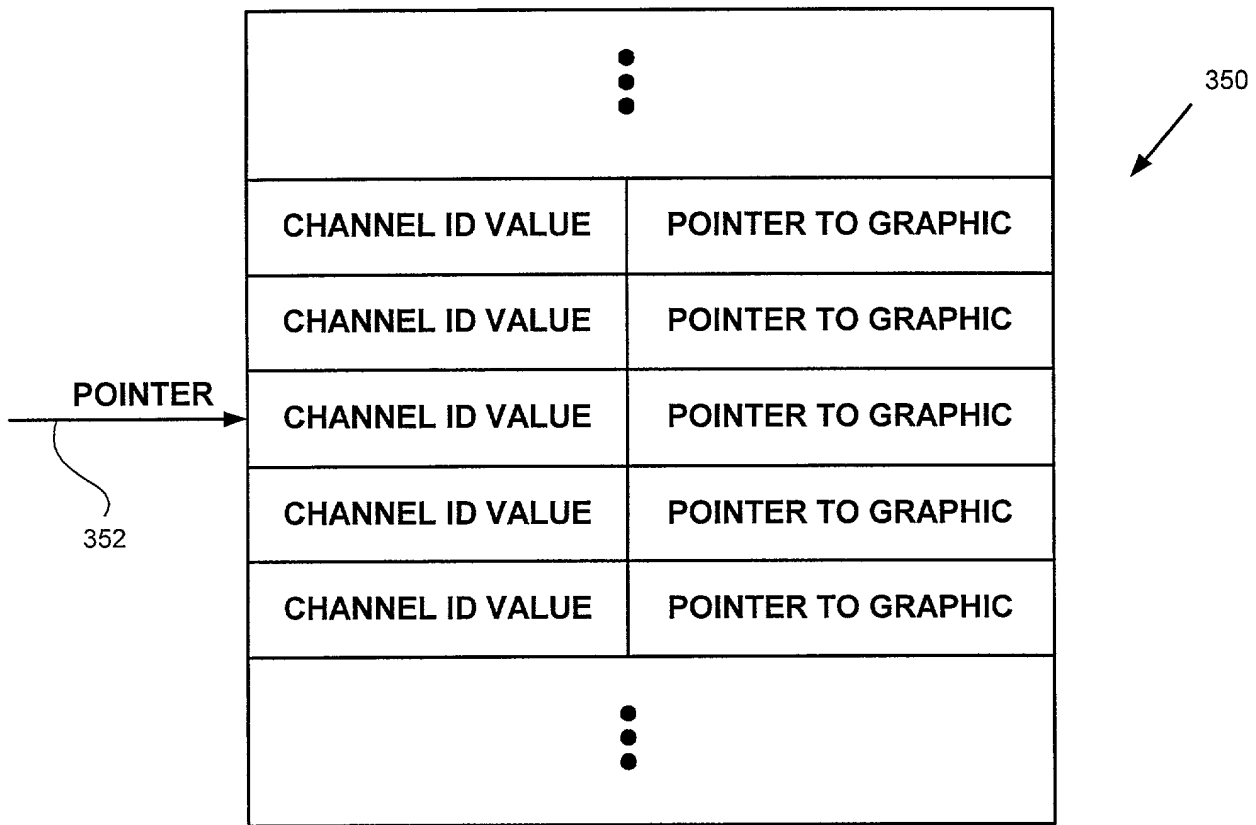 350
CHANNEL ID VALUE POINTER TO GRAPHIC
CHANNEL ID VALUE POINTER TO GRAPHIC
POINTER
CHANNEL ID VALUE POINTER TO GRAPHIC
CHANNEL ID VALUE POINTER TO GRAPHIC
352
CHANNEL ID VALUE POINTER TO GRAPHIC